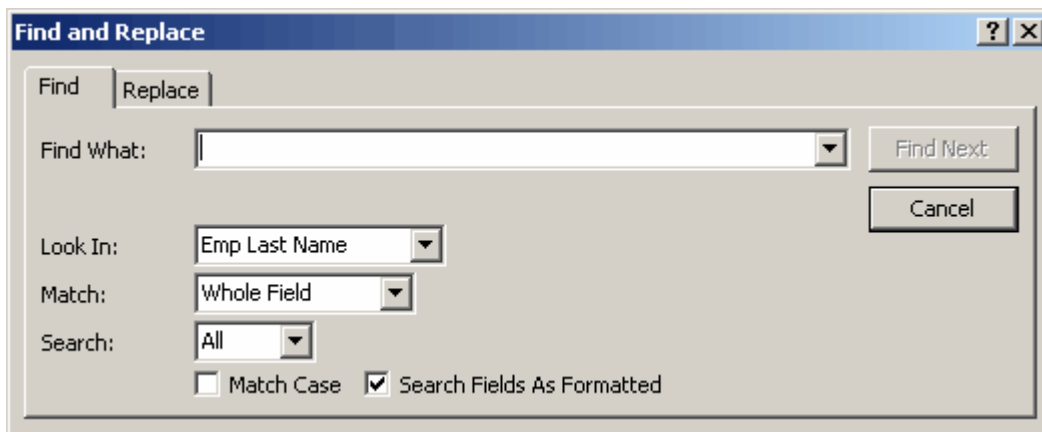 Find and Replace
Find Replace
Find What: Find Next
Cancel
Look In: Emp Last Name
Match: Whole Field
Search: All
Match Case Search Fields As Formatted